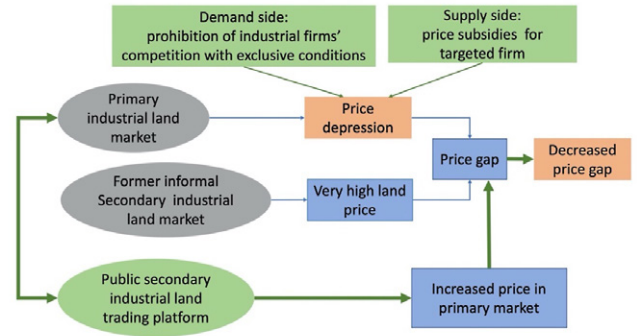 Demand side:
prohibition of industrial firms'
competition with exclusive conditions
Supply side:
price subsidies for
targeted firm
Primary
industrial land
market
Price
depression
Price gap
Decreased
price gap
Former informal
Secondary industrial
land market
Very high land
price
Public secondary
industrial land
trading platform
Increased price in
primary market